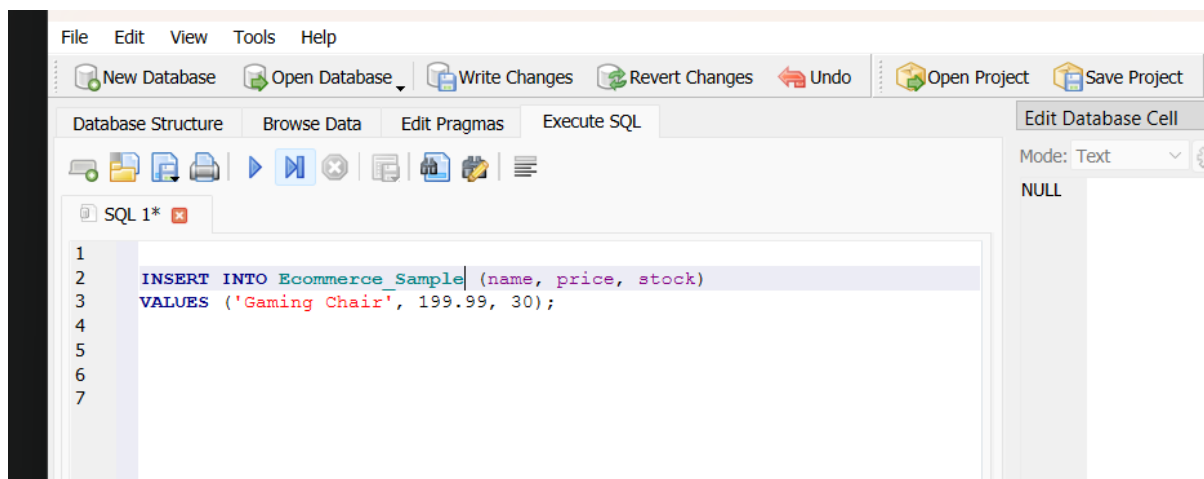 File Edit View Tools Help
New Database Open Database Write Changes Revert Changes Undo Open Project Save Project
Database Structure Browse Data Edit Pragmas Execute SQL
Edit Database Cell
Mode: Text
NULL
SQL 1*
1
2 INSERT INTO Ecommerce_Sample (name, price, stock)
3 VALUES ('Gaming Chair', 199.99, 30);
4
5
6
7